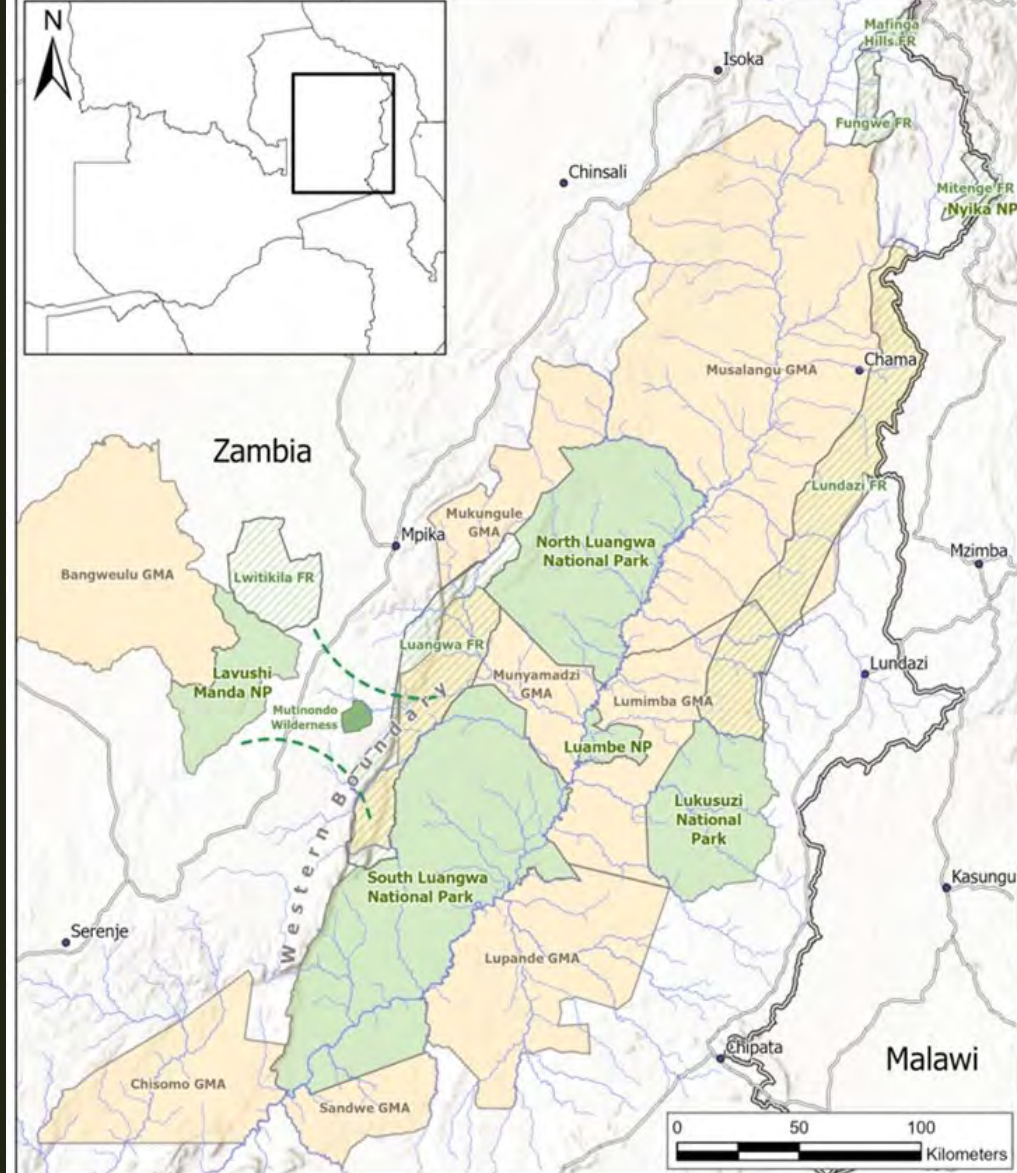 N
Mafinga
Hills FR
Isoka
Fungwe FR
Chinsali
Mitenge FR
Nyika NP
Chama
Musalangu GMA
Zambia
Lundazi FR
Mukungule
GMA
Mpika
North Luangwa
National Park
Mzimba
Bangweulu GMA
Lwitikila FR
Luangwa FR
Lundazi
Lavushi
Manda NP
Munyamadzi
GMA
Lumimba GMA
Mutinondo
Wilderness
Western Boundary
Luambe NP
Lukusuzi
National
Park
South Luangwa
National Park
Kasungu
Serenje
Lupande GMA
Chipata
Malawi
Chisomo GMA
Sandwe GMA
0 50 100
Kilometers